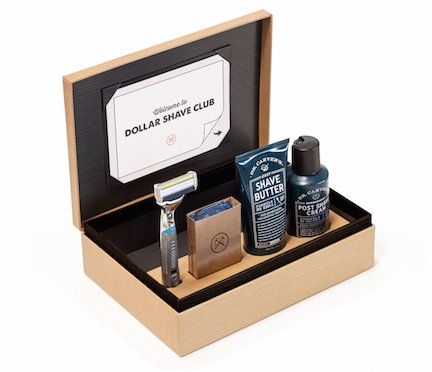 Welcome to
DOLLAR SHAVE CLUB
DR. CARVER'S
SHAVE
BUTTER
DR. CARVER'S
POST SHAVE
CREAM